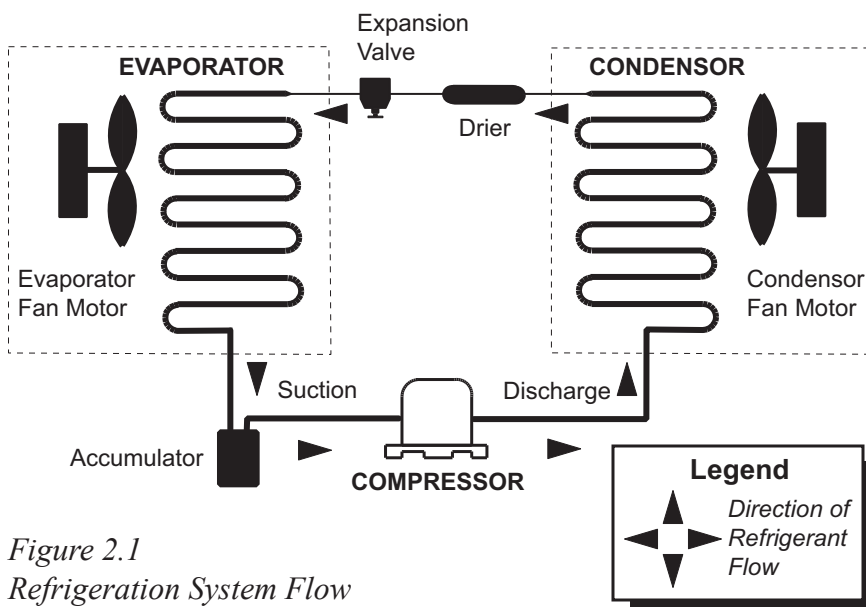 Expansion
Valve
EVAPORATOR
CONDENSOR
Drier
Evaporator
Fan Motor
Condensor
Fan Motor
Suction
Discharge
Accumulator
COMPRESSOR
Legend
Direction of
Refrigerant
Flow
Figure 2.1
Refrigeration System Flow